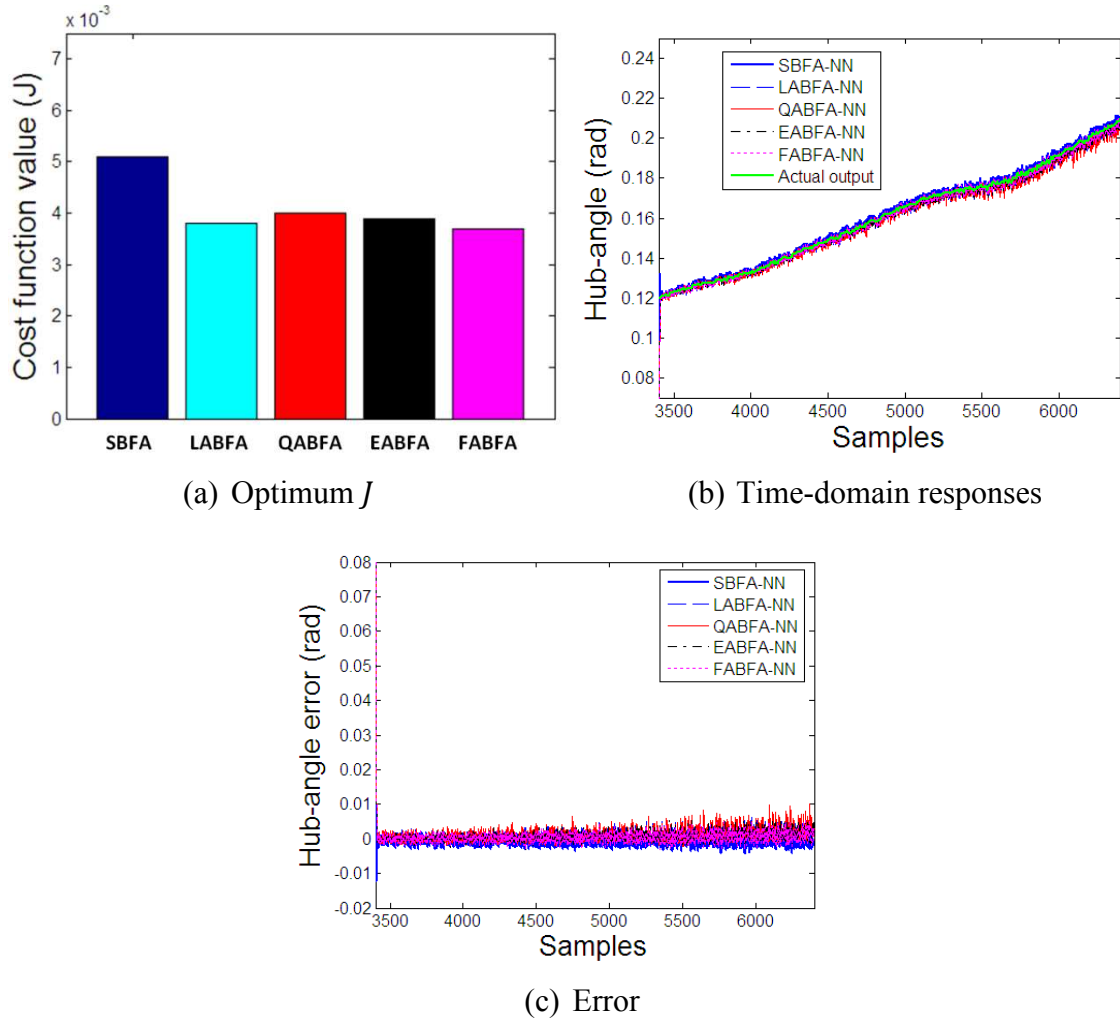 x 10⁻³
7
6
5
4
3
2
1
0
Cost function value (J)
SBFA LABFA QABFA EABFA FABFA
(a) Optimum J
0.24
0.22
0.2
0.18
0.16
0.14
0.12
0.1
0.08
Hub-angle (rad)
SBFA-NN
LABFA-NN
QABFA-NN
EABFA-NN
FABFA-NN
Actual output
3500 4000 4500 5000 5500 6000
Samples
(b) Time-domain responses
0.08
0.07
0.06
0.05
0.04
0.03
0.02
0.01
0
-0.01
-0.02
Hub-angle error (rad)
SBFA-NN
LABFA-NN
QABFA-NN
EABFA-NN
FABFA-NN
3500 4000 4500 5000 5500 6000
Samples
(c) Error